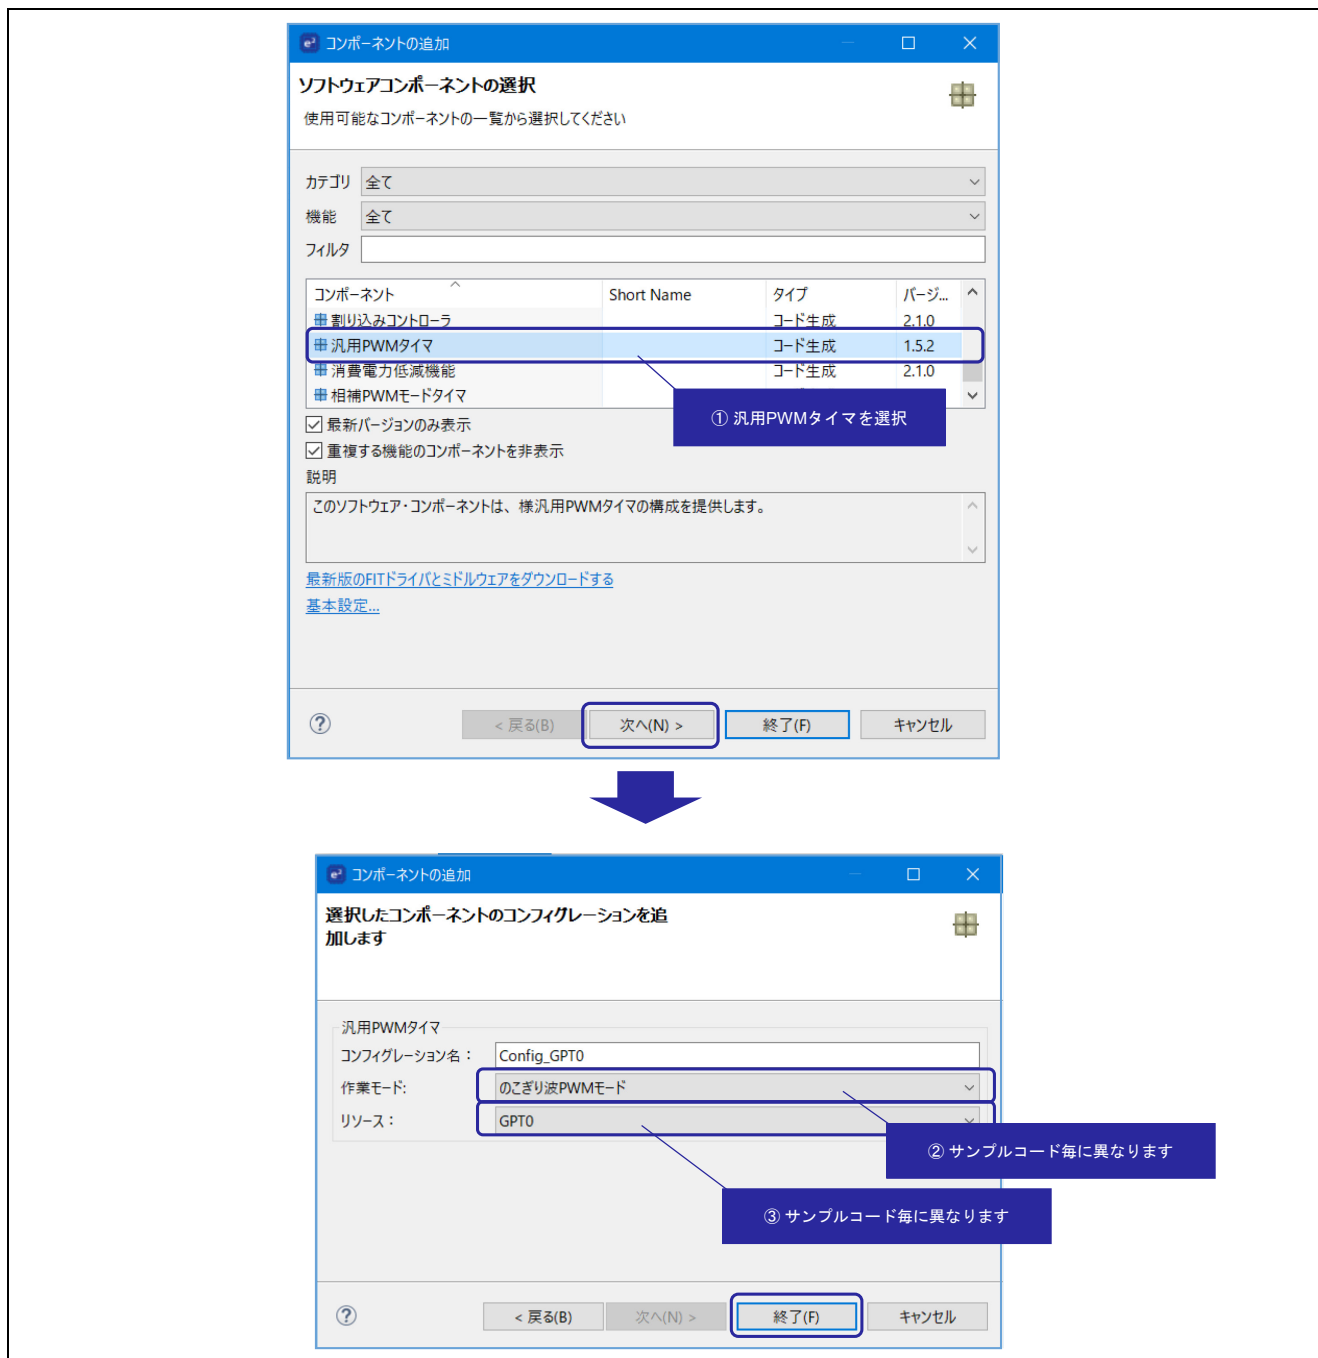 コンポーネントの追加
ソフトウェアコンポーネントの選択
使用可能なコンポーネントの一覧から選択してください
カテゴリ 全て
機能 全て
フィルタ
コンポーネント Short Name タイプ バージ...
割り込みコントローラ コード生成 2.1.0
汎用PWMタイマ コード生成 1.5.2
消費電力低減機能 コード生成 2.1.0
相補PWMモードタイマ
① 汎用PWMタイマを選択
最新バージョンのみ表示
重複する機能のコンポーネントを非表示
説明
このソフトウェア・コンポーネントは、様汎用PWMタイマの構成を提供します。
最新版のFITドライバとミドルウェアをダウンロードする
基本設定...
< 戻る(B) 次へ(N) > 終了(F) キャンセル
コンポーネントの追加
選択したコンポーネントのコンフィグレーションを追
加します
汎用PWMタイマ
コンフィグレーション名： Config_GPT0
作業モード: のこぎり波PWMモード
リソース： GPT0
② サンプルコード毎に異なります
③ サンプルコード毎に異なります
< 戻る(B) 次へ(N) > 終了(F) キャンセル